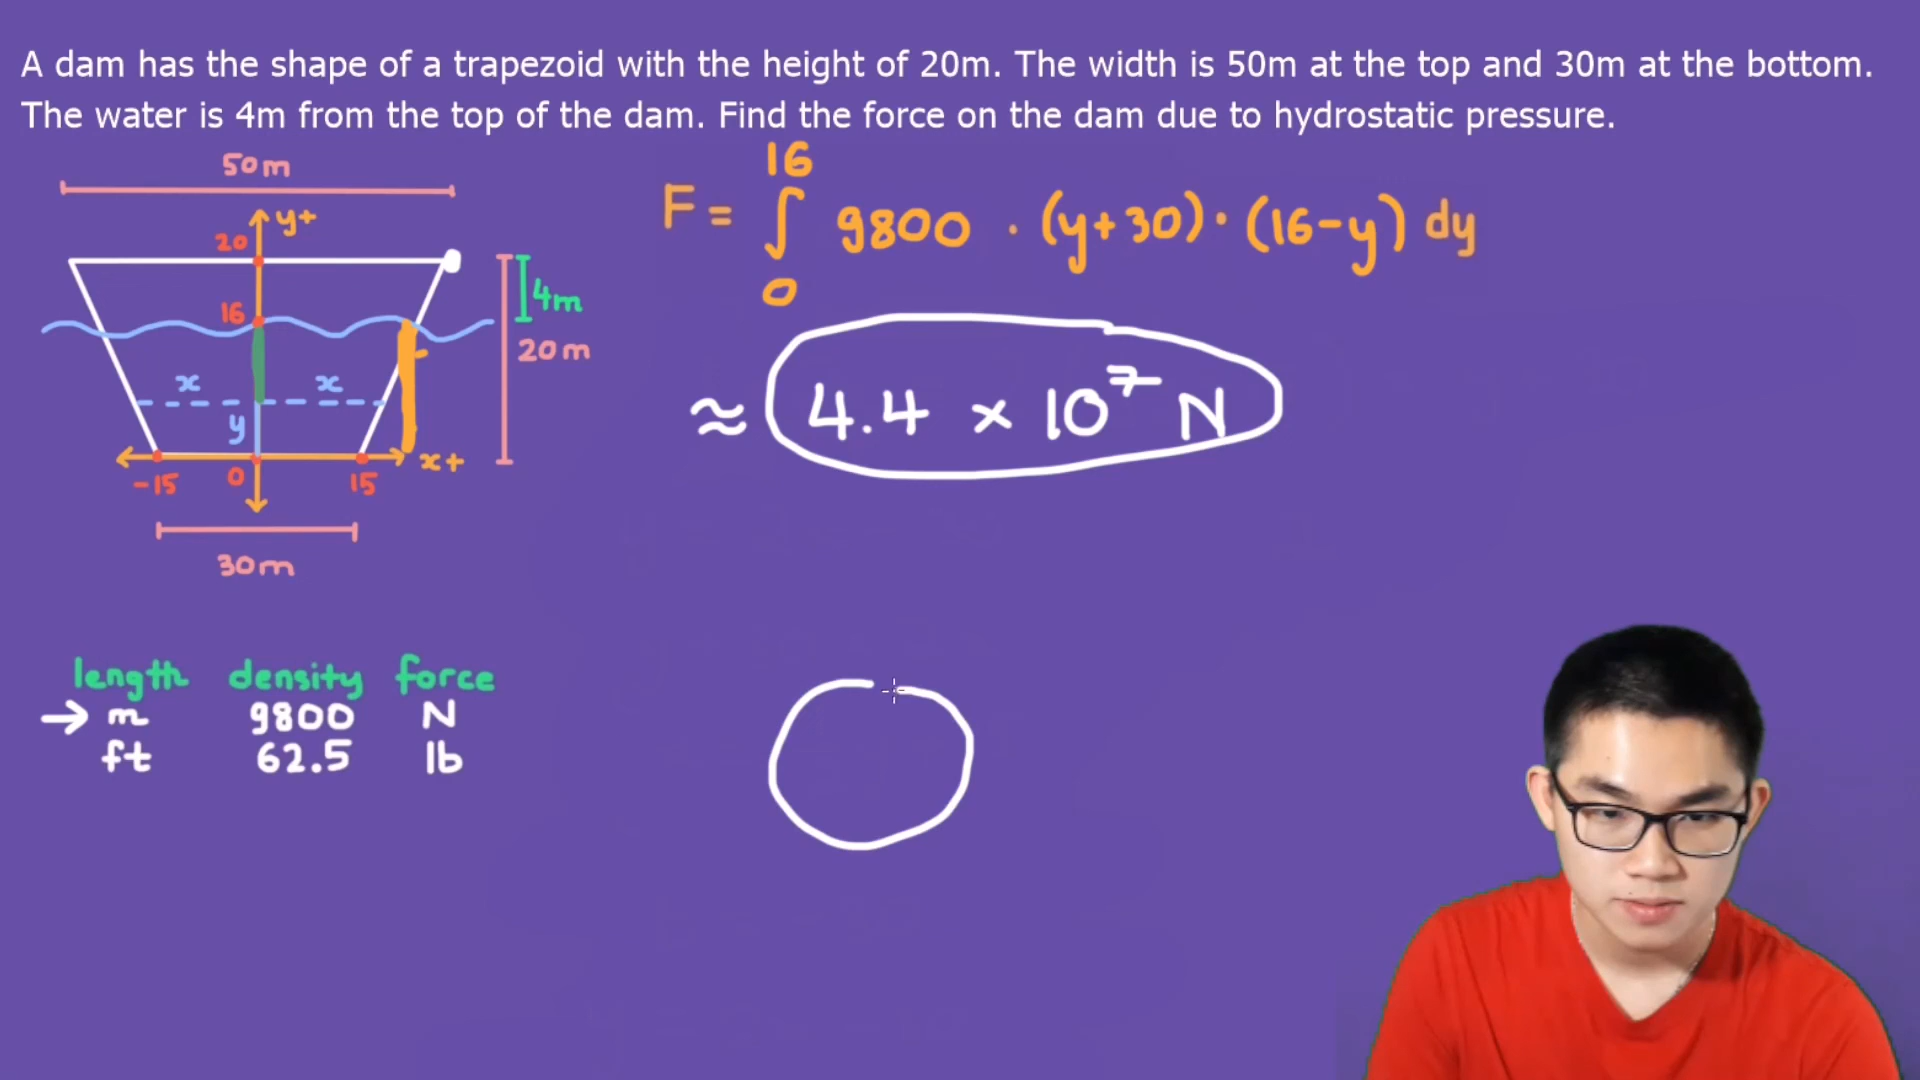 A dam has the shape of a trapezoid with the height of 20m. The width is 50m at the top and 30m at the bottom.
The water is 4m from the top of the dam. Find the force on the dam due to hydrostatic pressure.
50m
y+
20
16
4m
20m
x x
y
x+
-15 0 15
30m
F = ∫₀¹⁶ 9800 · (y+30) · (16-y) dy
≈ 4.4 × 10⁷ N
length density force
→ m 9800 N
ft 62.5 lb